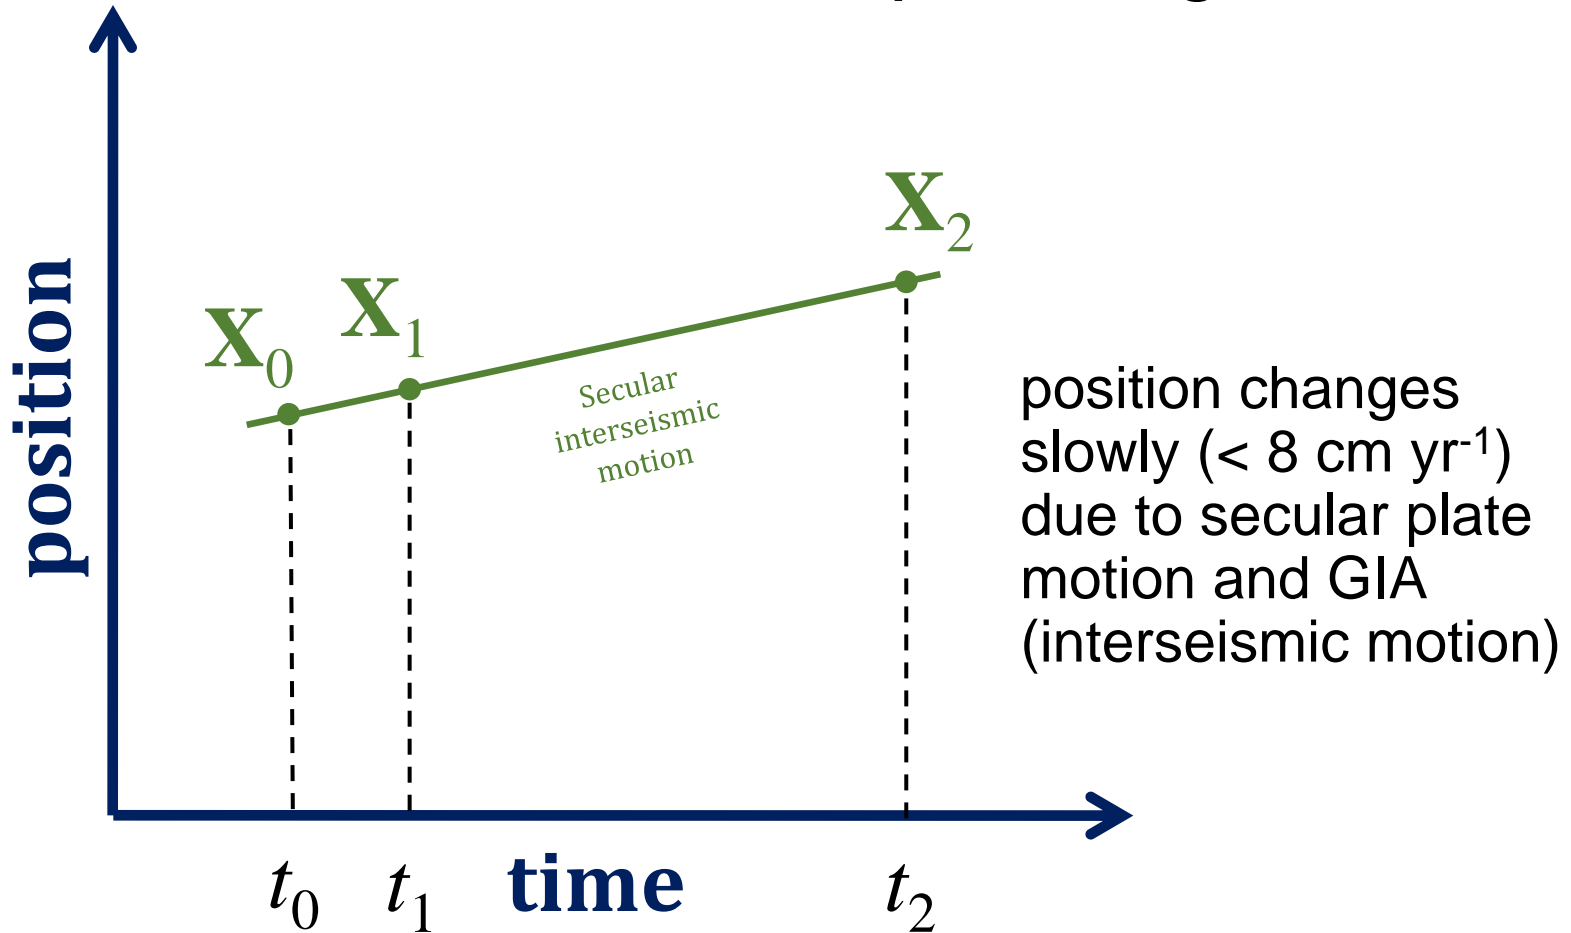 X₂
X₁
X₀
position
Secular
interseismic
motion
position changes
slowly (< 8 cm yr⁻¹)
due to secular plate
motion and GIA
(interseismic motion)
t₀ t₁ time t₂